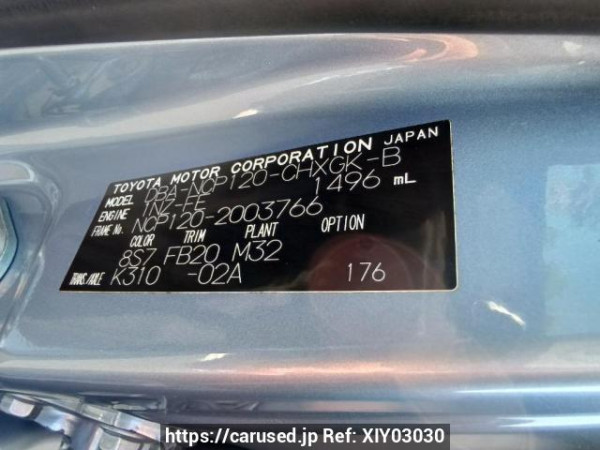 TOYOTA MOTOR CORPORATION JAPAN
MODEL DBA-NCP120-CHXGK-B
ENGINE 1NZ-FE 1496 mL
FRAME No. NCP120-2003766
COLOR TRIM PLANT OPTION
8S7 FB20 M32
TRANS./AXLE K310 -02A 176
https://carused.jp Ref: XIY03030